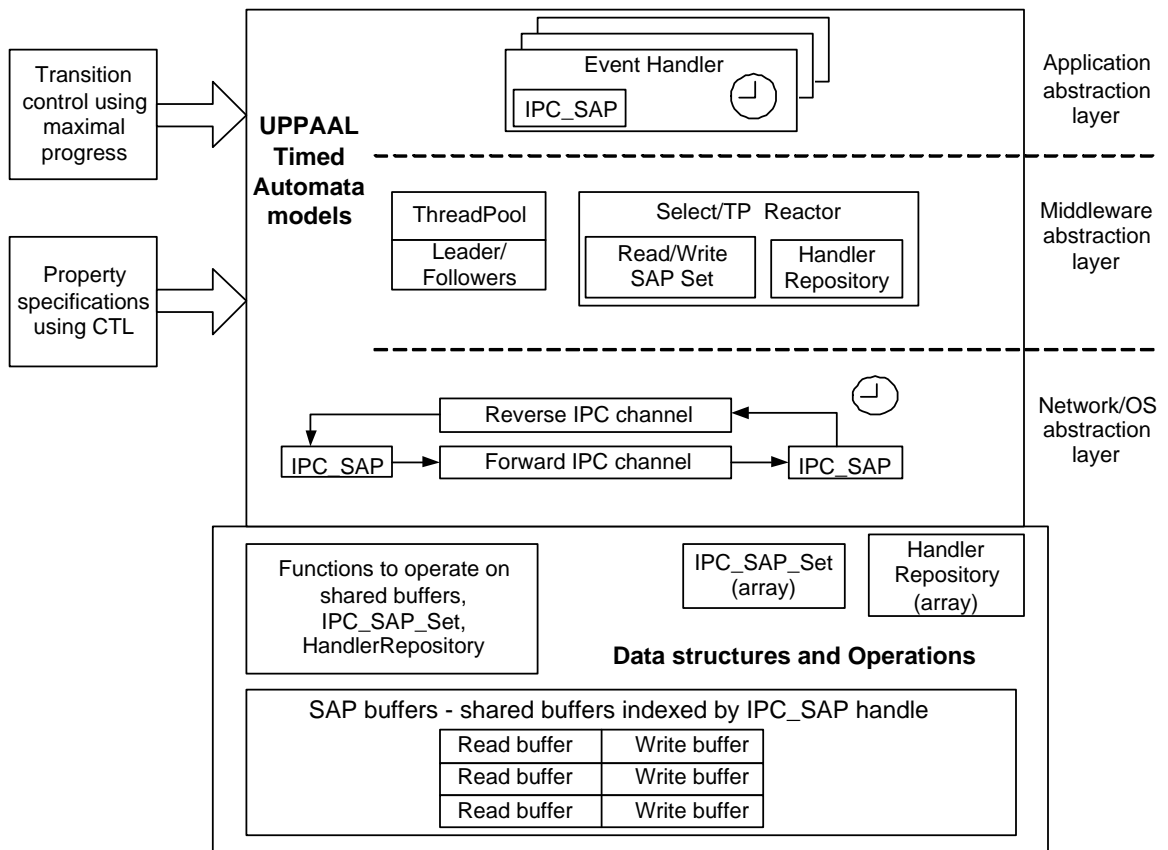 Transition
control using
maximal
progress
Property
specifications
using CTL
UPPAAL
Timed
Automata
models
Event Handler
IPC_SAP
Application
abstraction
layer
ThreadPool
Leader/
Followers
Select/TP Reactor
Read/Write
SAP Set
Handler
Repository
Middleware
abstraction
layer
Reverse IPC channel
IPC_SAP
Forward IPC channel
IPC_SAP
Network/OS
abstraction
layer
Functions to operate on
shared buffers,
IPC_SAP_Set,
HandlerRepository
IPC_SAP_Set
(array)
Handler
Repository
(array)
Data structures and Operations
SAP buffers - shared buffers indexed by IPC_SAP handle
Read buffer Write buffer
Read buffer Write buffer
Read buffer Write buffer